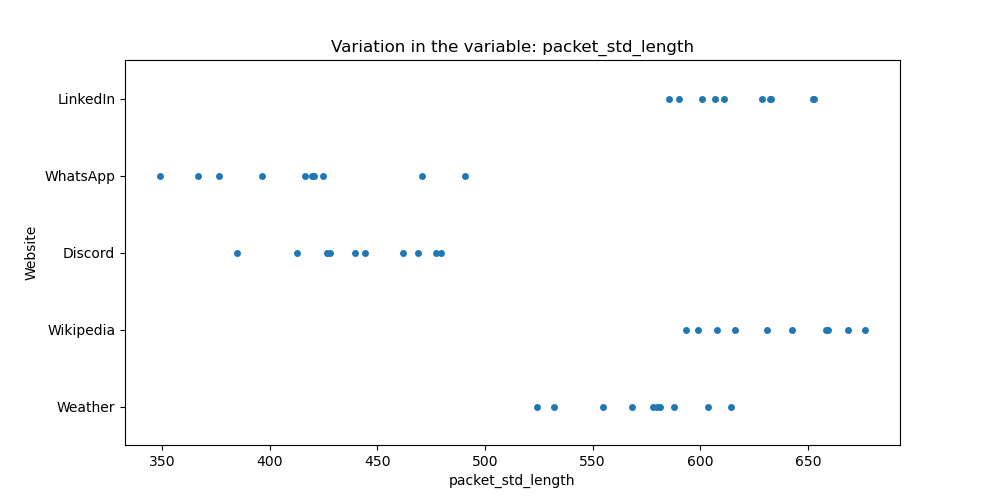 Variation in the variable: packet_std_length
Website
LinkedIn
WhatsApp
Discord
Wikipedia
Weather
350 400 450 500 550 600 650
packet_std_length